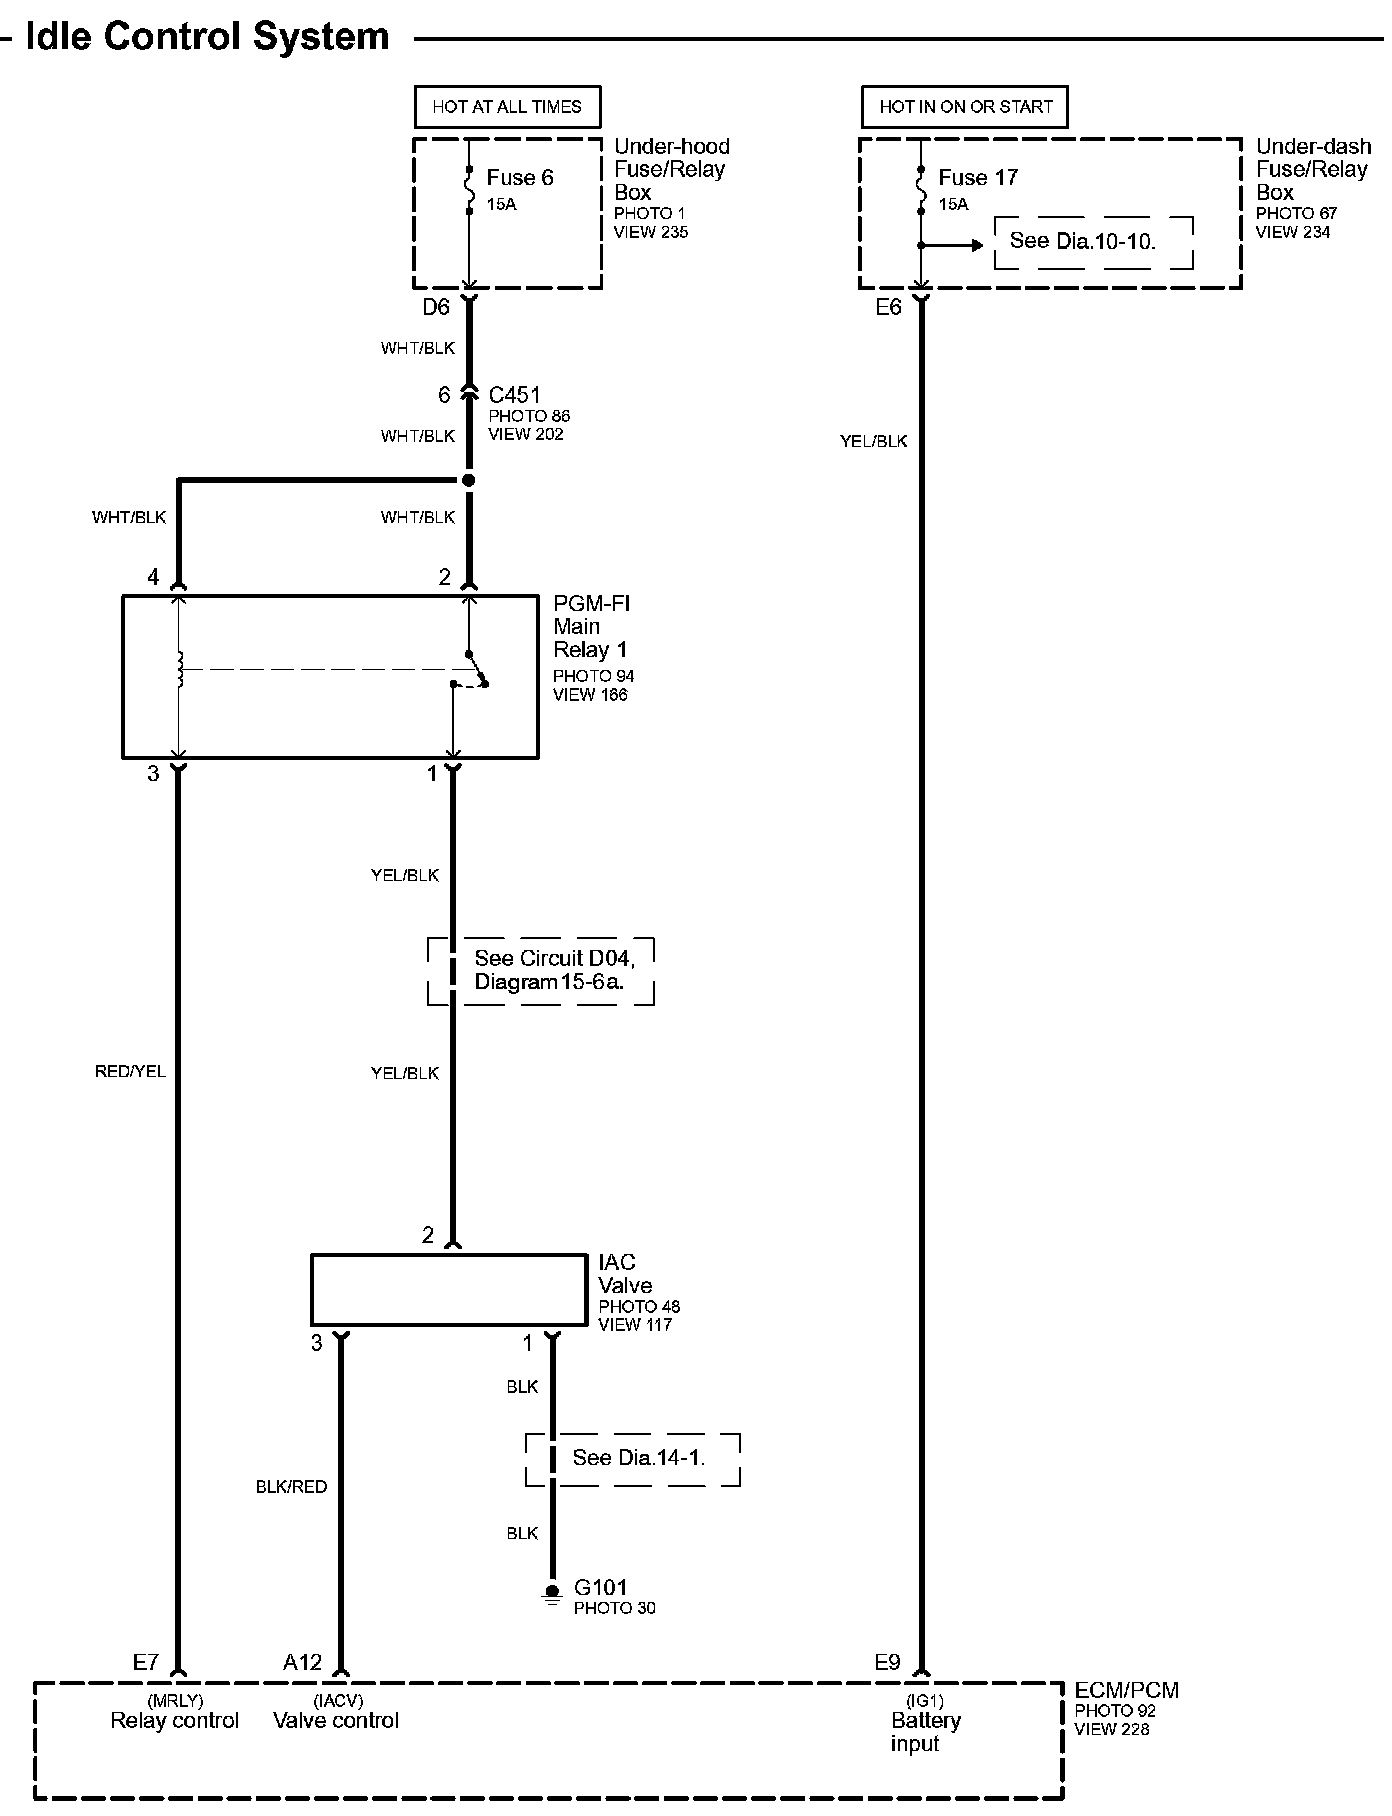 Idle Control System
HOT AT ALL TIMES
HOT IN ON OR START
Fuse 6
15A
Under-hood
Fuse/Relay
Box
PHOTO 1
VIEW 235
Fuse 17
15A
See Dia.10-10.
Under-dash
Fuse/Relay
Box
PHOTO 67
VIEW 234
D6
E6
WHT/BLK
6
C451
PHOTO 86
VIEW 202
WHT/BLK
YEL/BLK
WHT/BLK
WHT/BLK
4
2
PGM-FI
Main
Relay 1
PHOTO 94
VIEW 166
3
1
YEL/BLK
See Circuit D04,
Diagram 15-6a.
RED/YEL
YEL/BLK
2
IAC
Valve
PHOTO 48
VIEW 117
3
1
BLK
See Dia.14-1.
BLK/RED
BLK
G101
PHOTO 30
E7
A12
E9
(MRLY)
Relay control
(IACV)
Valve control
(IG1)
Battery
input
ECM/PCM
PHOTO 92
VIEW 228